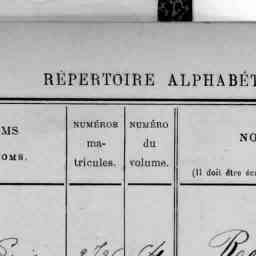 RÉPERTOIRE ALPHABÉT
MS
OMS.
NUMÉROS
ma-
tricules.
NUMÉRO
du
volume.
NO
(Il doit être éc